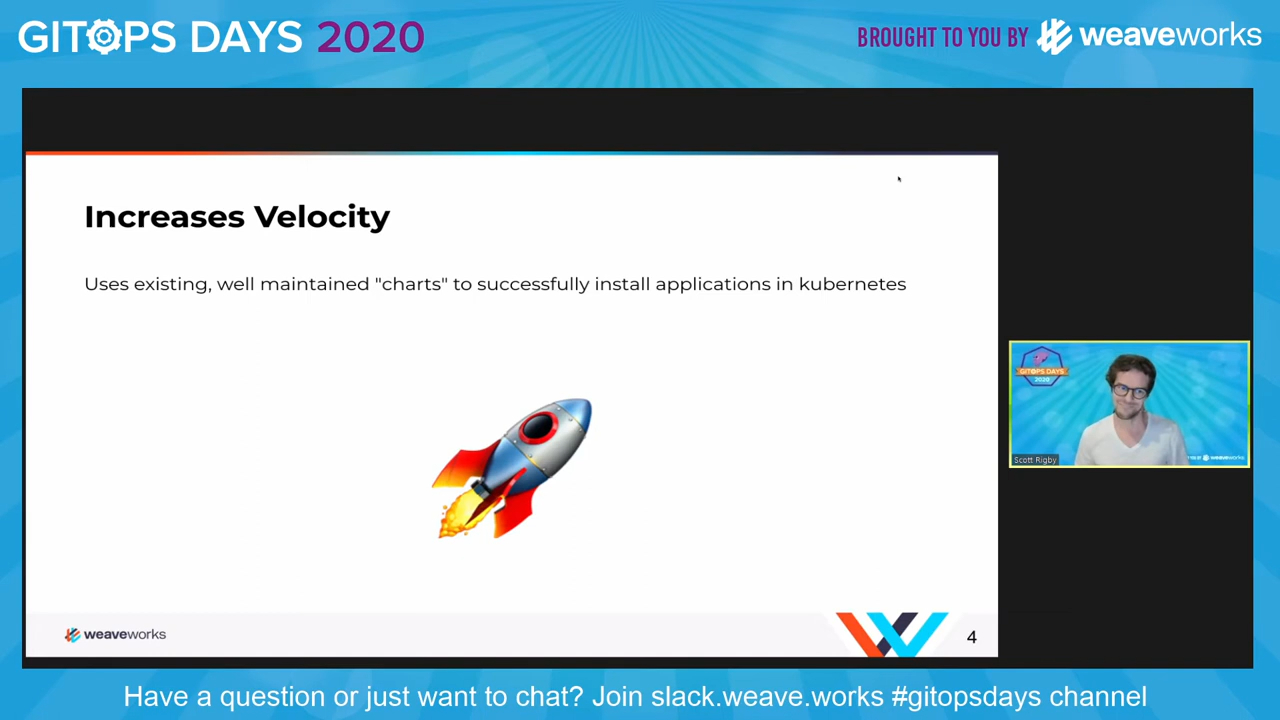 GITOPS DAYS 2020
BROUGHT TO YOU BY weaveworks
Increases Velocity
Uses existing, well maintained "charts" to successfully install applications in kubernetes
GITOPS DAYS
2020
Scott Rigby
weaveworks
weaveworks
4
Have a question or just want to chat? Join slack.weave.works #gitopsdays channel